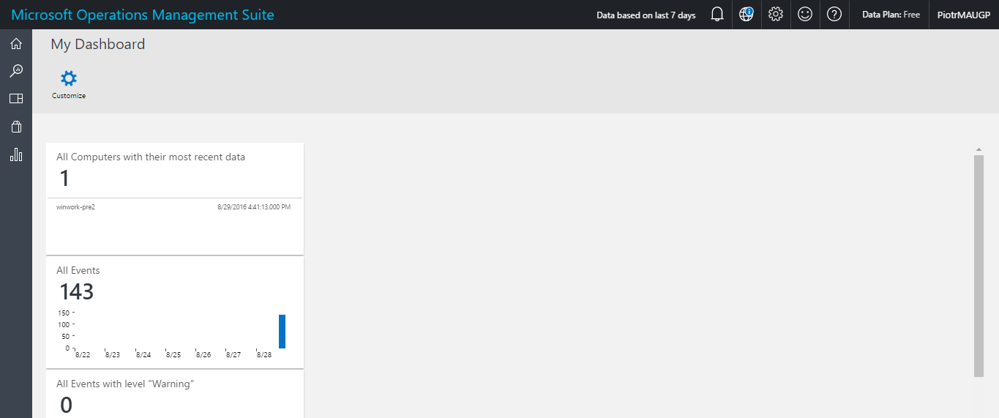 Microsoft Operations Management Suite
Data based on last 7 days
Data Plan: Free
PiotrMAUGP
My Dashboard
Customize
All Computers with their most recent data
1
winwork-pre2 8/29/2016 4:41:13.000 PM
All Events
143
150
100
50
0
8/22 8/23 8/24 8/25 8/26 8/27 8/28
All Events with level "Warning"
0